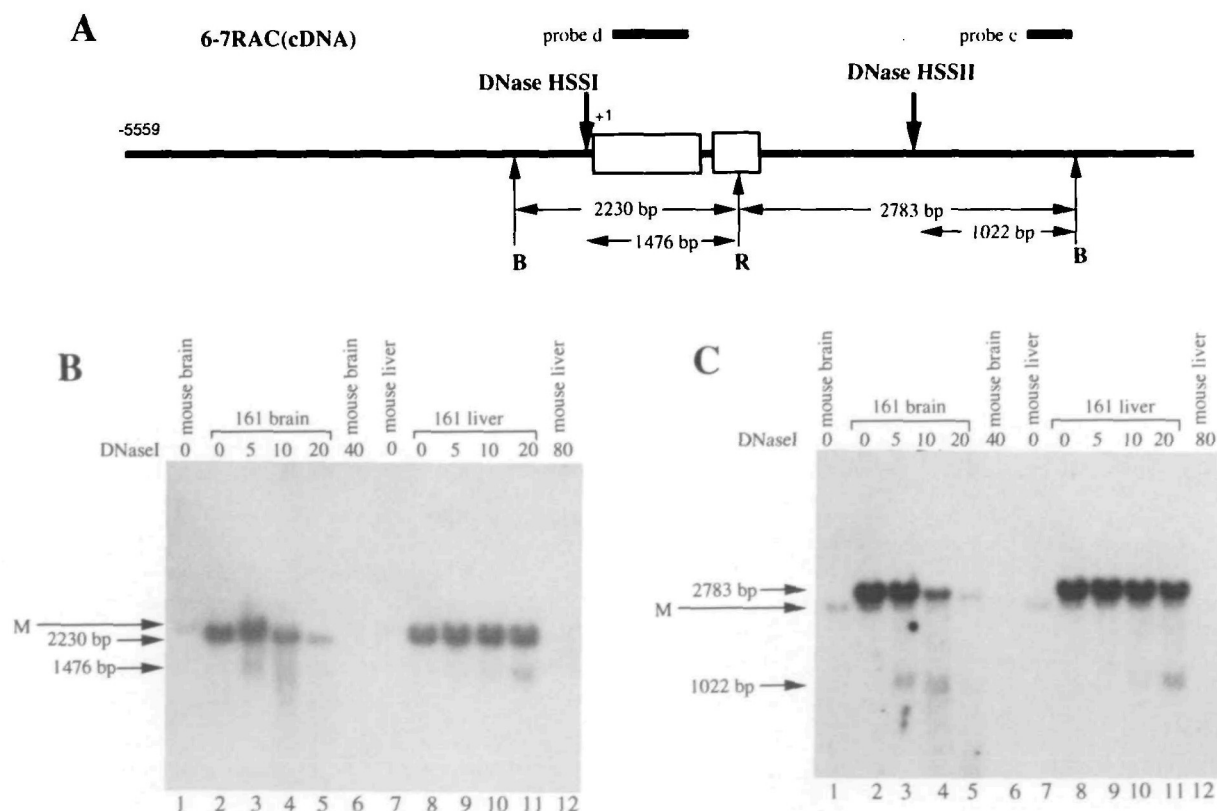 A
6-7RAC(cDNA)
probe d
probe c
DNase HSSI
DNase HSSII
+1
-5559
2230 bp
2783 bp
1476 bp
1022 bp
B
R
B
B
mouse brain
161 brain
mouse brain
mouse liver
161 liver
mouse liver
DNaseI 0 0 5 10 20 40 0 0 5 10 20 80
M
2230 bp
1476 bp
1 2 3 4 5 6 7 8 9 10 11 12
C
mouse brain
161 brain
mouse brain
mouse liver
161 liver
mouse liver
DNaseI 0 0 5 10 20 40 0 0 5 10 20 80
2783 bp
M
1022 bp
1 2 3 4 5 6 7 8 9 10 11 12